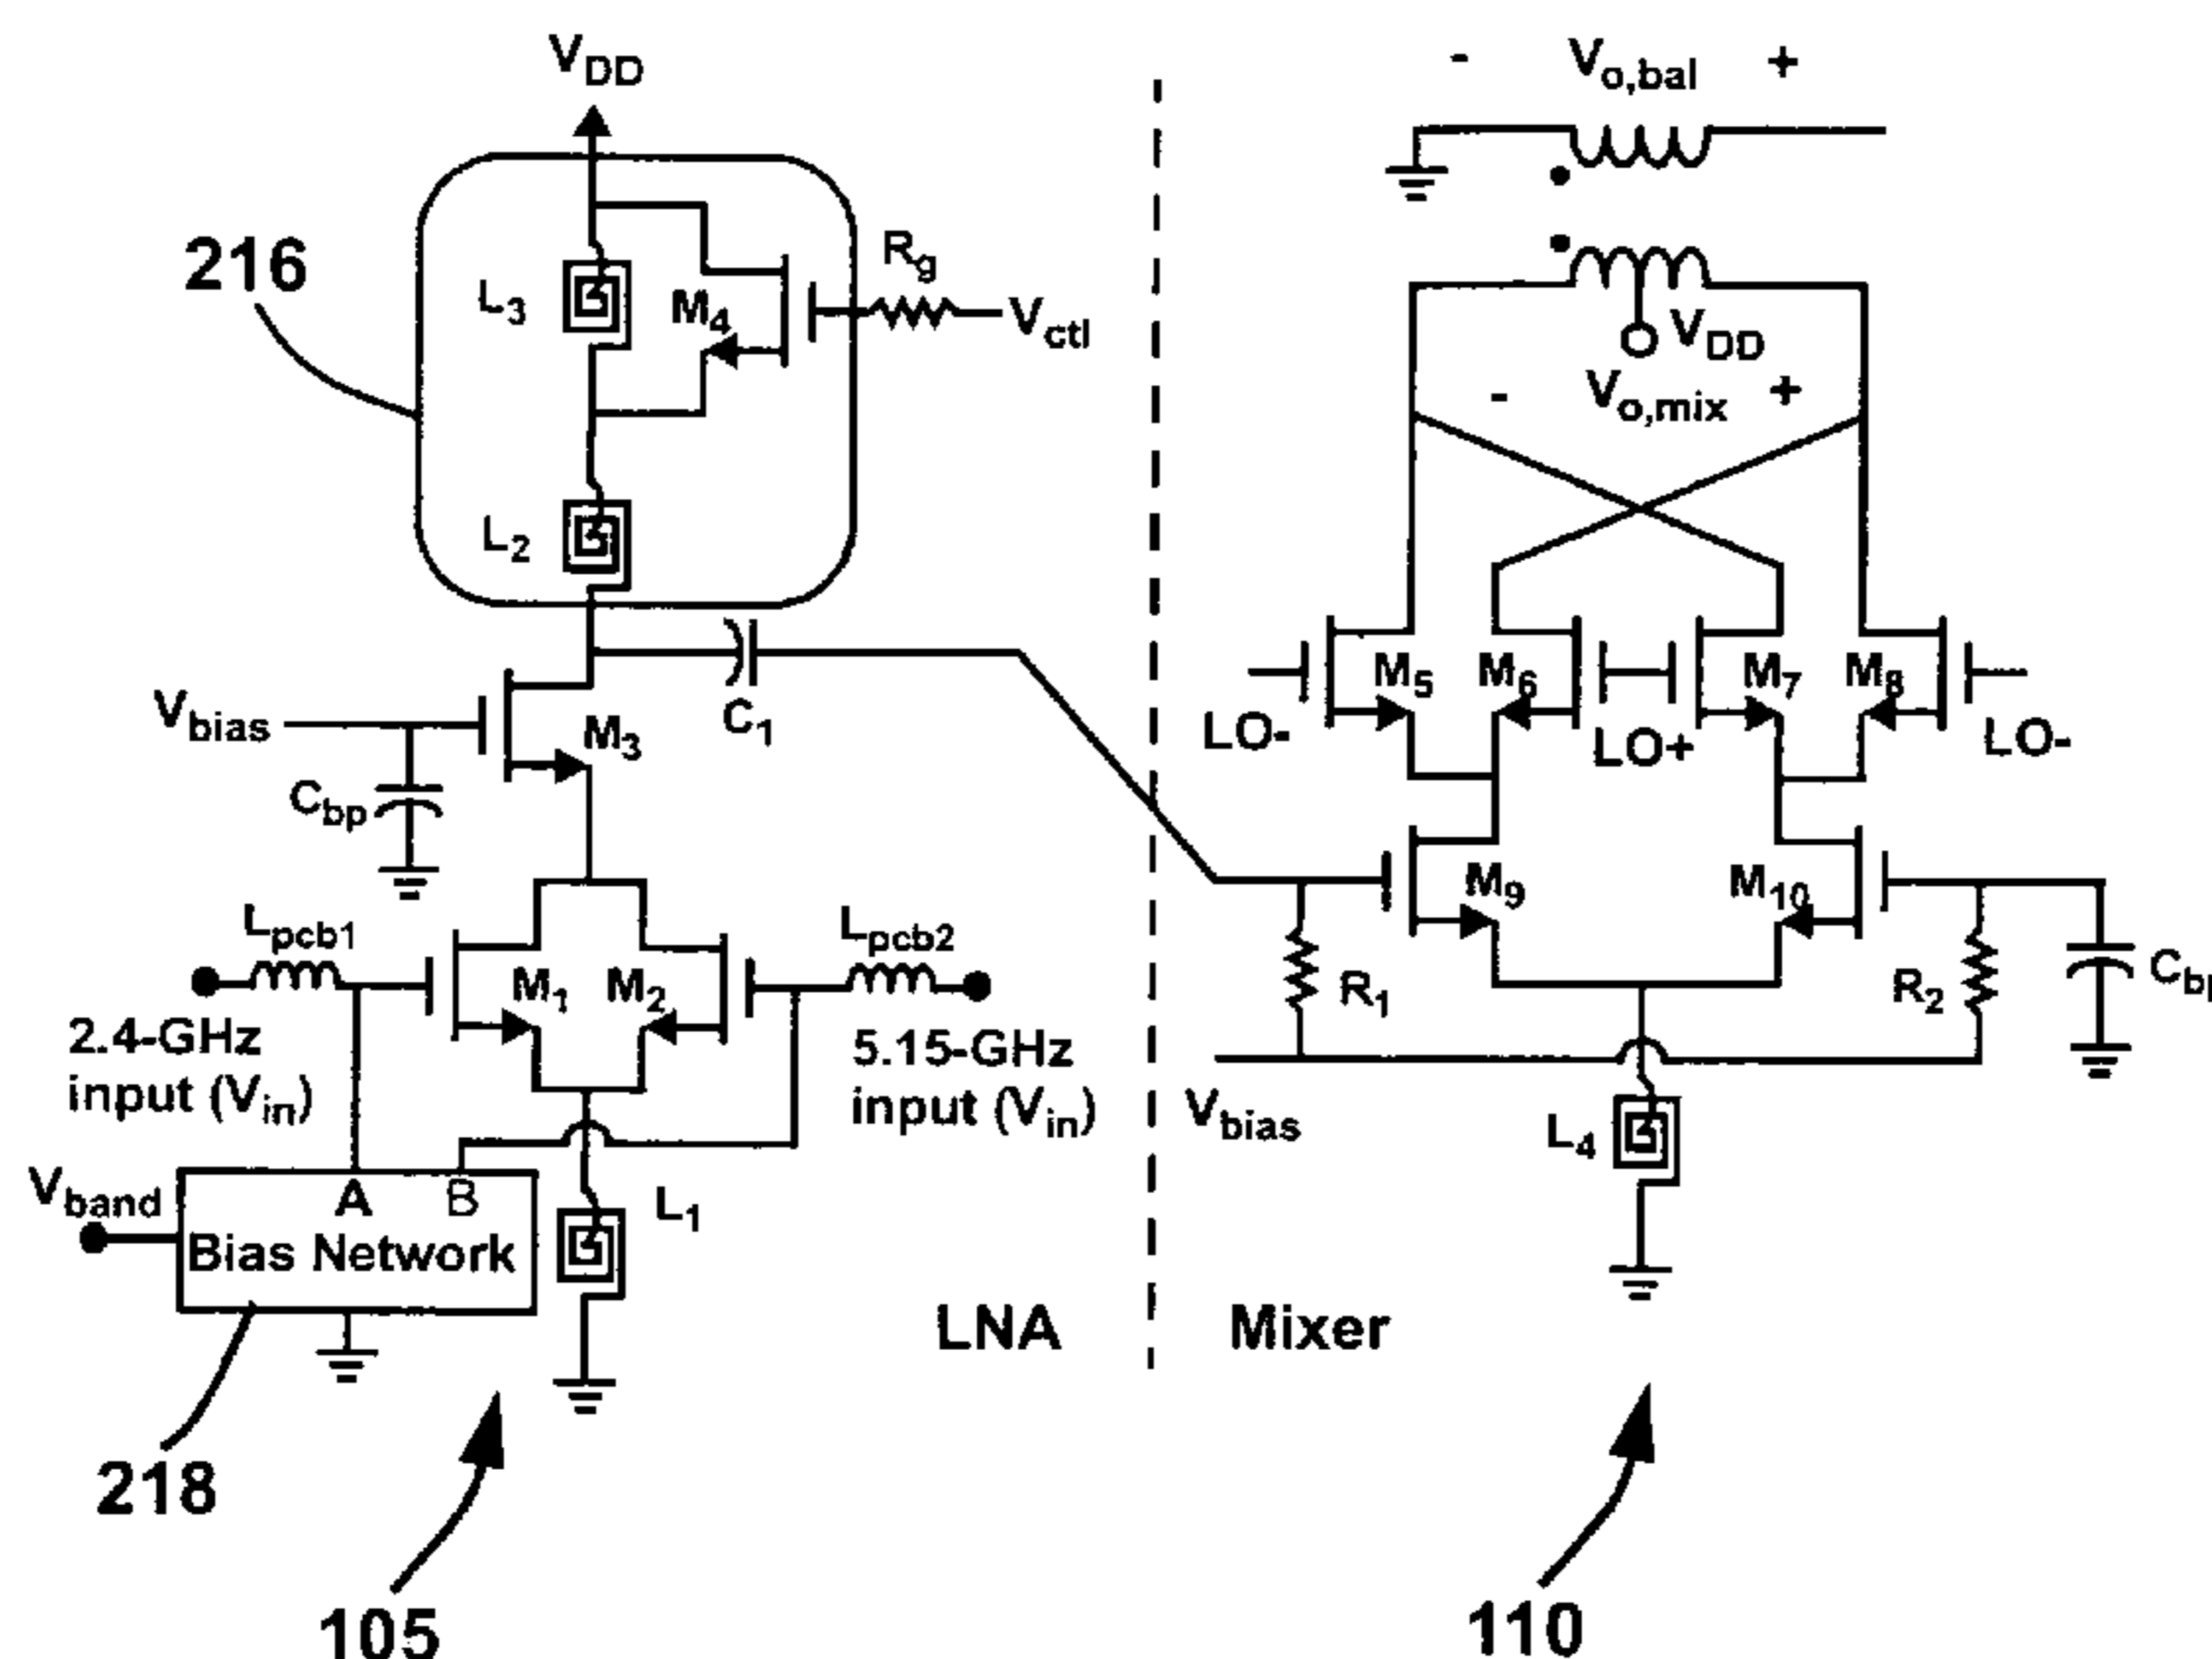 VDD
- Vo,bal +
216
L3
M4
Rg
Vctl
VDD
- Vo,mix +
L2
Vbias
M3
C1
Cbp
M5
M6
M7
M8
LO-
LO+
LO-
M9
M10
Lpcb1
Lpcb2
M1
M2
R1
R2
2.4-GHz
input (Vin)
5.15-GHz
input (Vin)
Vbias
L4
Vband
A
B
Bias Network
L1
LNA
Mixer
218
105
110